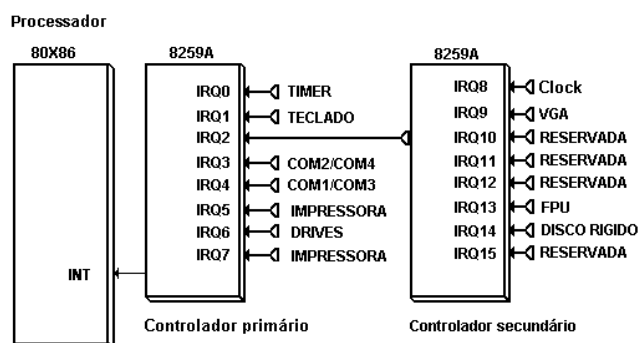 Processador
80X86
INT
8259A
IRQ0 TIMER
IRQ1 TECLADO
IRQ2
IRQ3 COM2/COM4
IRQ4 COM1/COM3
IRQ5 IMPRESSORA
IRQ6 DRIVES
IRQ7 IMPRESSORA
Controlador primário
8259A
IRQ8 Clock
IRQ9 VGA
IRQ10 RESERVADA
IRQ11 RESERVADA
IRQ12 RESERVADA
IRQ13 FPU
IRQ14 DISCO RIGIDO
IRQ15 RESERVADA
Controlador secundário